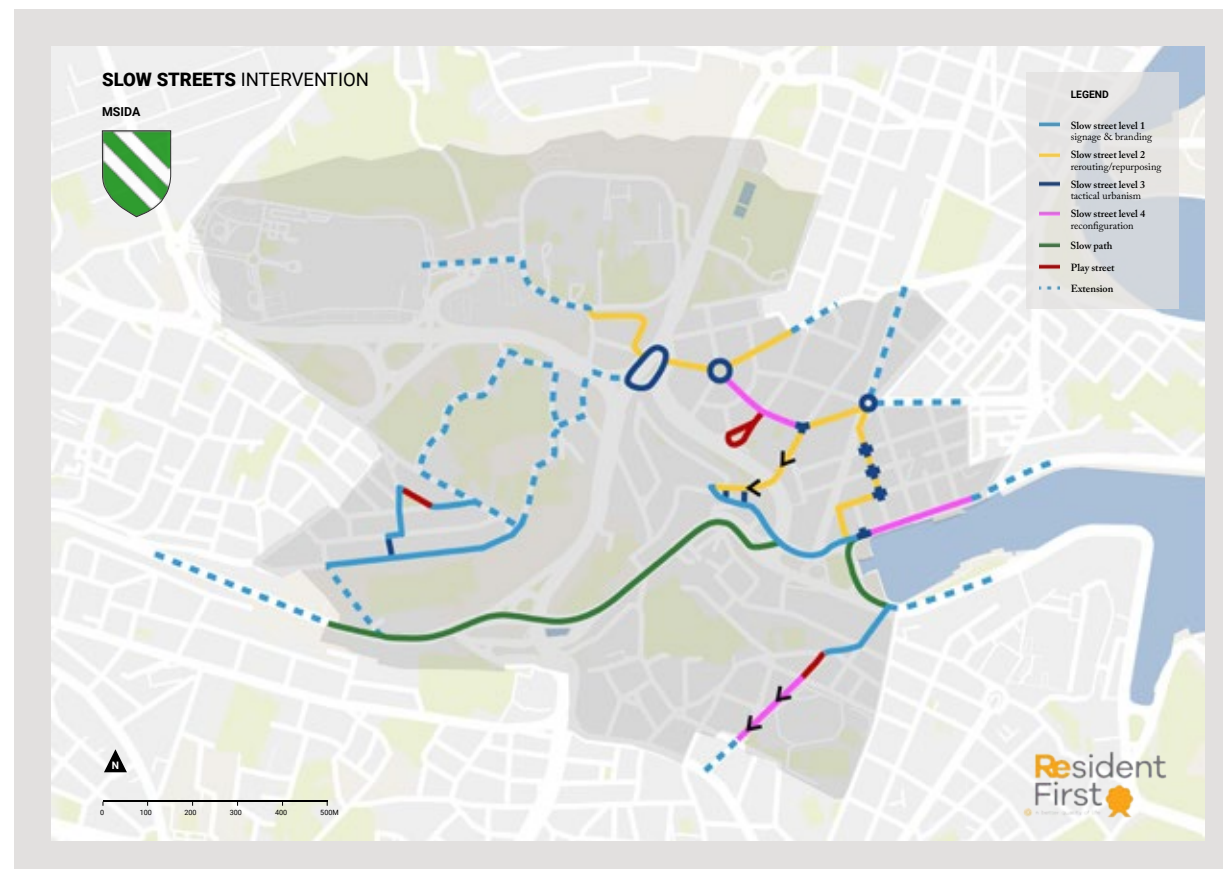 SLOW STREETS INTERVENTION
MSIDA
LEGEND
Slow street level 1
signage & branding
Slow street level 2
rerouting/repurposing
Slow street level 3
tactical urbanism
Slow street level 4
reconfiguration
Slow path
Play street
Extension
N
0 100 200 300 400 500M
Resident
First